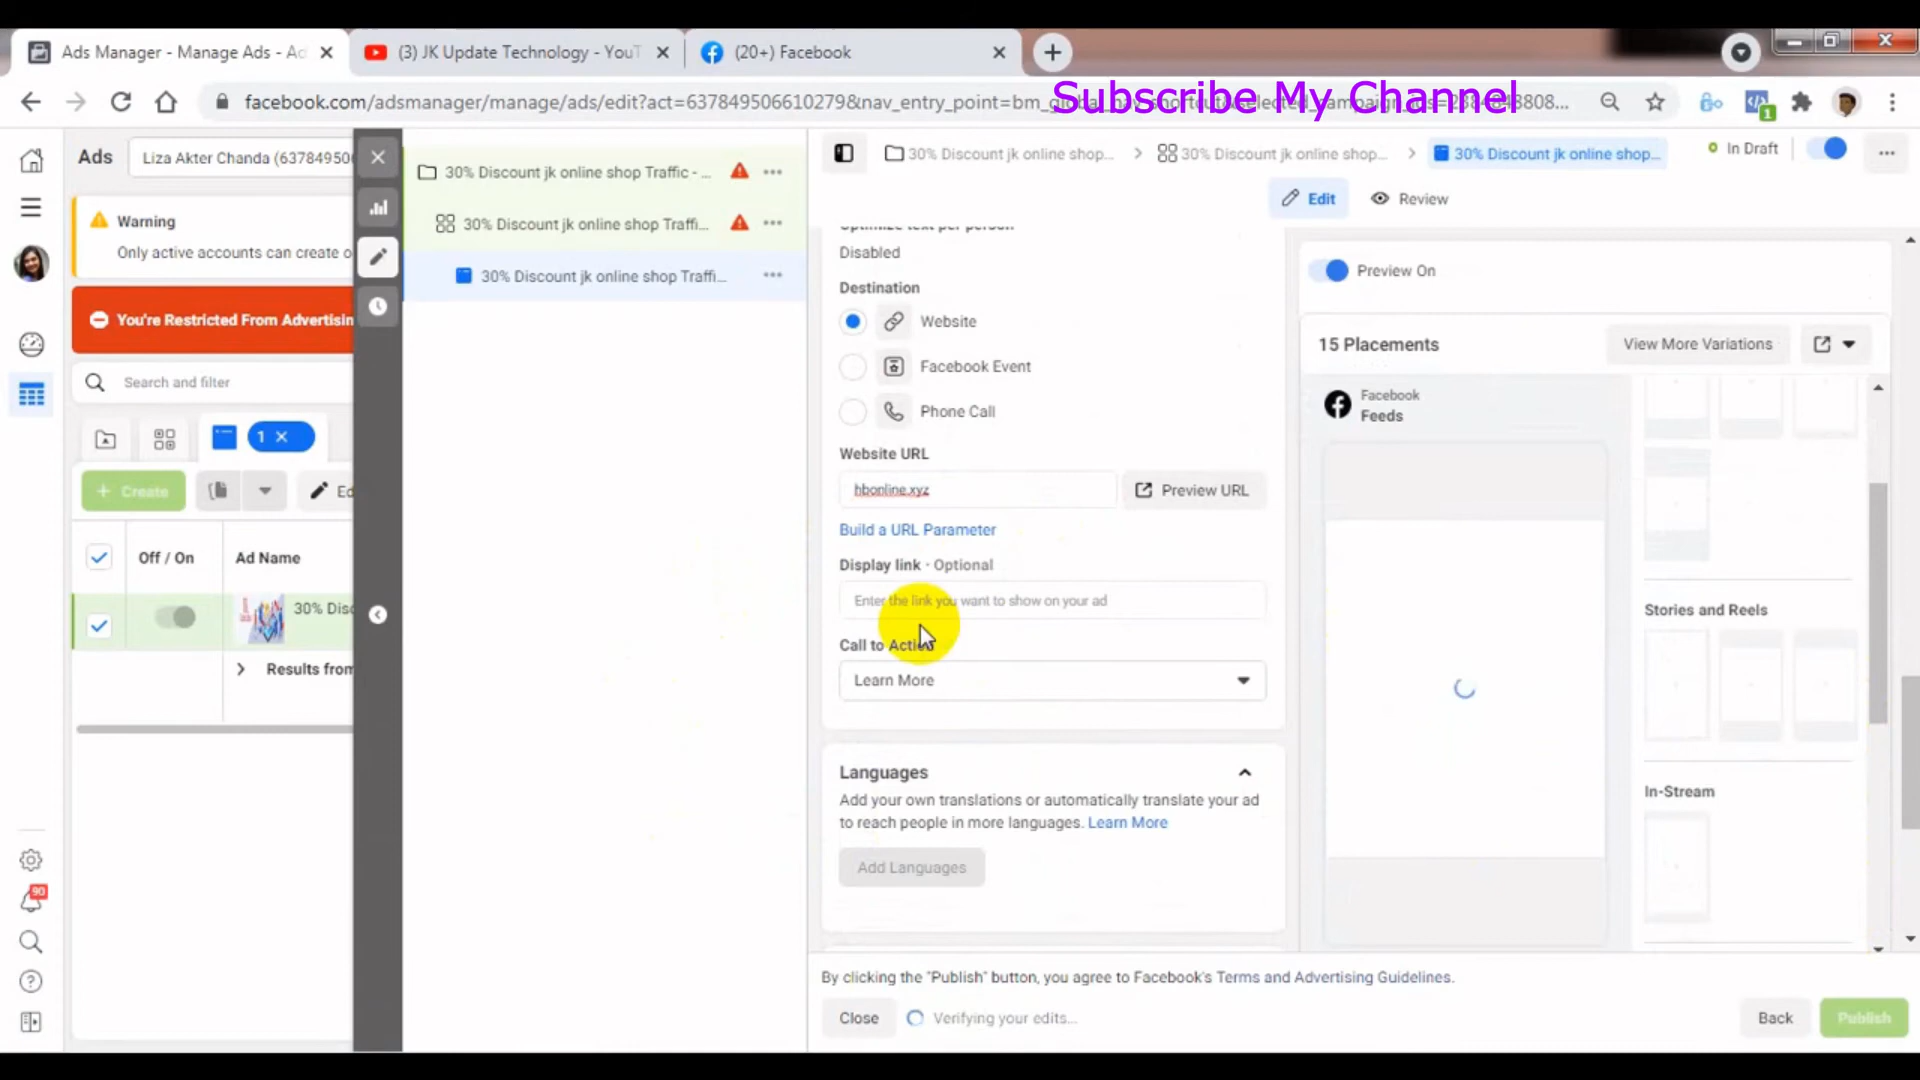 Ads Manager - Manage Ads - Ac
(3) JK Update Technology - YouT
(20+) Facebook
facebook.com/adsmanager/manage/ads/edit?act=637849506610279&nav_entry_point=bm_
Subscribe My Channel
1
Ads
Liza Akter Chanda (63784950
Warning
Only active accounts can create o
You're Restricted From Advertisin
Search and filter
1
Create
Ed
Off / On
Ad Name
30% Disc
Results from
90
30% Discount jk online shop Traffic - ...
30% Discount jk online shop Traffi...
30% Discount jk online shop Traffi...
30% Discount jk online shop...
30% Discount jk online shop...
30% Discount jk online shop...
In Draft
Edit
Review
Optimize text per person
Disabled
Destination
Website
Facebook Event
Phone Call
Website URL
hbonline.xyz
Preview URL
Build a URL Parameter
Display link · Optional
Enter the link you want to show on your ad
Call to Action
Learn More
Languages
Add your own translations or automatically translate your ad
to reach people in more languages. Learn More
Add Languages
Preview On
15 Placements
View More Variations
Facebook
Feeds
Stories and Reels
In-Stream
By clicking the "Publish" button, you agree to Facebook's Terms and Advertising Guidelines.
Close
Verifying your edits...
Back
Publish